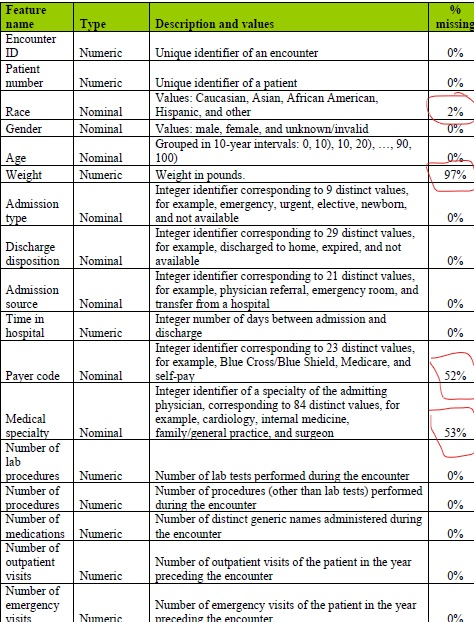 Feature name Type Description and values % missing
Encounter ID Numeric Unique identifier of an encounter 0%
Patient number Numeric Unique identifier of a patient 0%
Race Nominal Values: Caucasian, Asian, African American, Hispanic, and other 2%
Gender Nominal Values: male, female, and unknown/invalid 0%
Age Nominal Grouped in 10-year intervals: 0, 10), 10, 20), …, 90, 100) 0%
Weight Numeric Weight in pounds. 97%
Admission type Nominal Integer identifier corresponding to 9 distinct values, for example, emergency, urgent, elective, newborn, and not available 0%
Discharge disposition Nominal Integer identifier corresponding to 29 distinct values, for example, discharged to home, expired, and not available 0%
Admission source Nominal Integer identifier corresponding to 21 distinct values, for example, physician referral, emergency room, and transfer from a hospital 0%
Time in hospital Numeric Integer number of days between admission and discharge 0%
Payer code Nominal Integer identifier corresponding to 23 distinct values, for example, Blue Cross/Blue Shield, Medicare, and self-pay 52%
Medical specialty Nominal Integer identifier of a specialty of the admitting physician, corresponding to 84 distinct values, for example, cardiology, internal medicine, family/general practice, and surgeon 53%
Number of lab procedures Numeric Number of lab tests performed during the encounter 0%
Number of procedures Numeric Number of procedures (other than lab tests) performed during the encounter 0%
Number of medications Numeric Number of distinct generic names administered during the encounter 0%
Number of outpatient visits Numeric Number of outpatient visits of the patient in the year preceding the encounter 0%
Number of emergency visits Numeric Number of emergency visits of the patient in the year preceding the encounter 0%